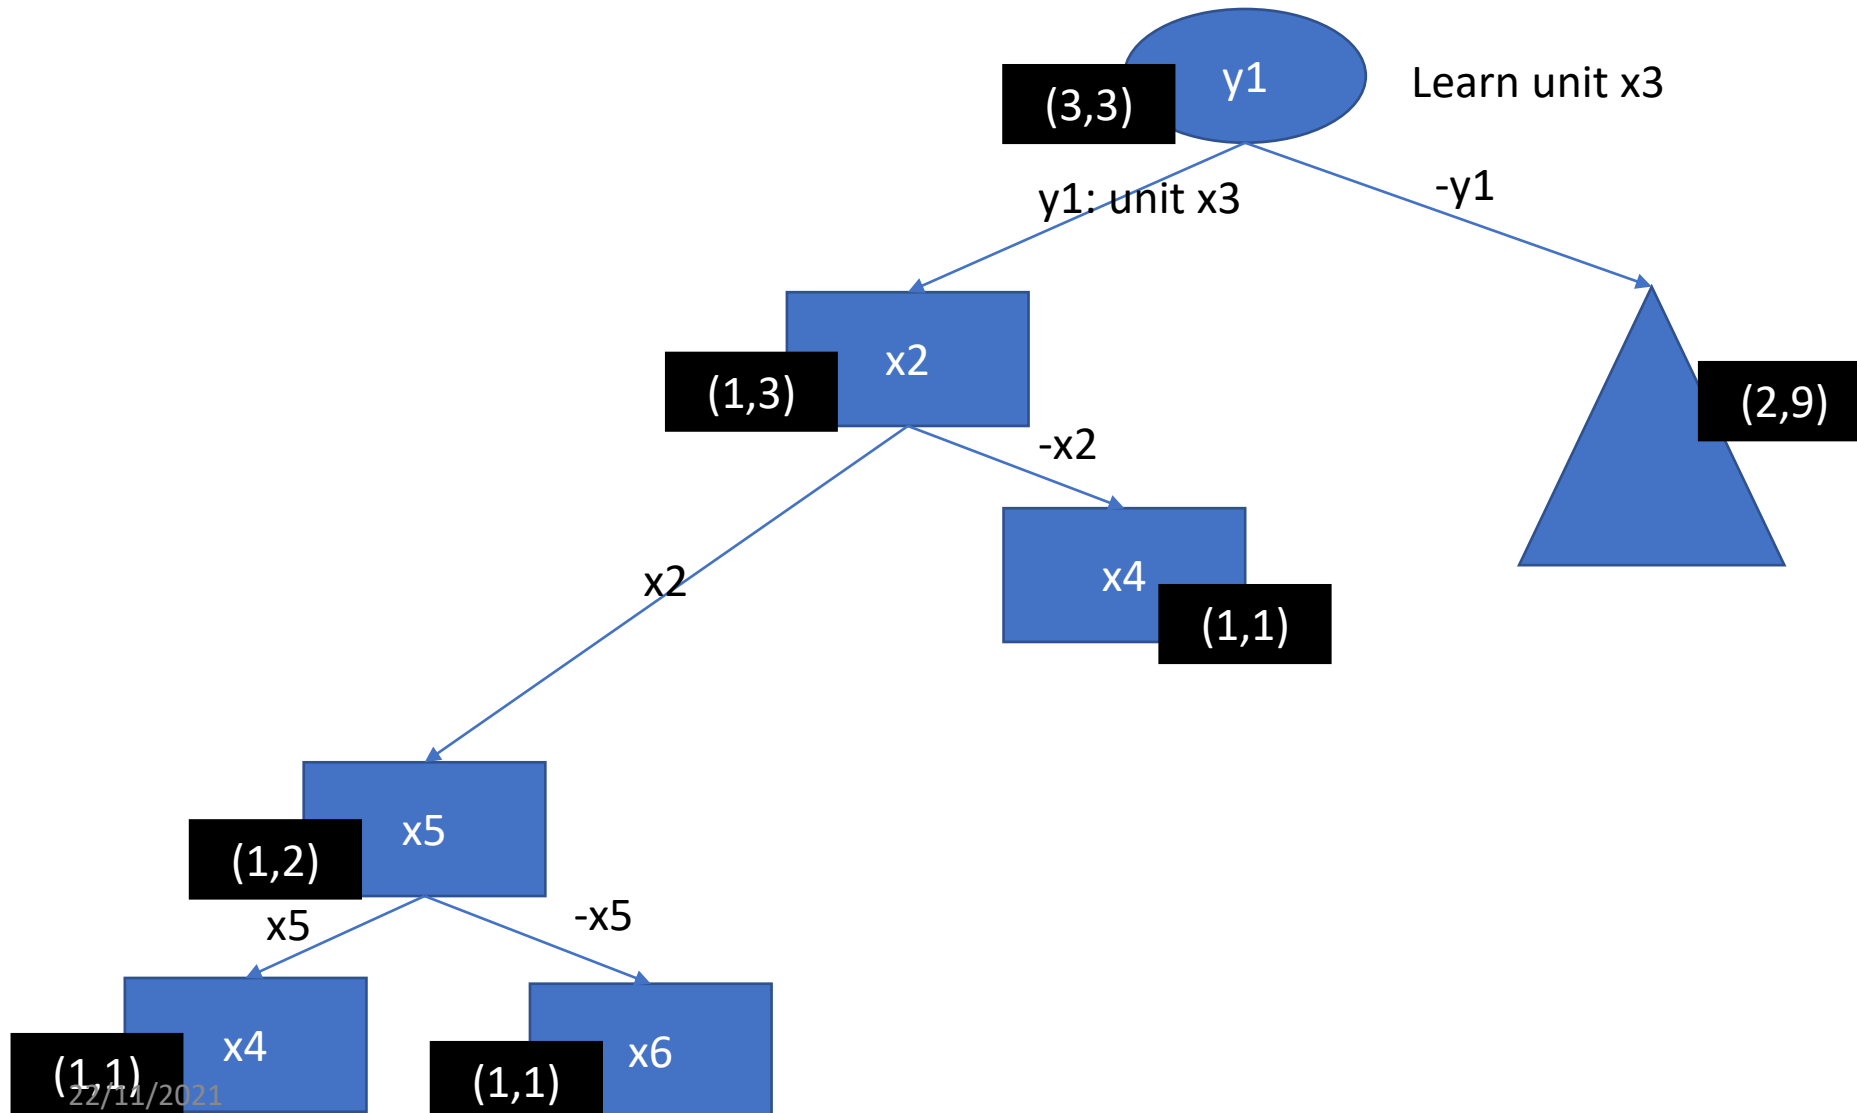 y1
Learn unit x3
(3,3)
y1: unit x3
-y1
x2
(1,3)
(2,9)
-x2
x2
x4
(1,1)
x5
(1,2)
x5
-x5
x4
(1,1)
x6
(1,1)
22/11/2021